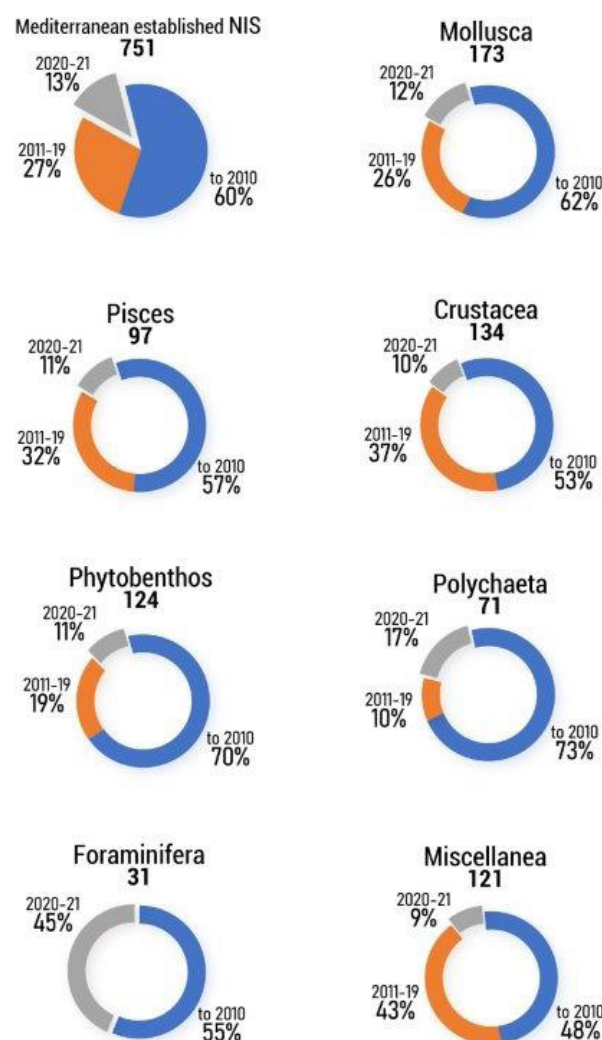 Mediterranean established NIS
751
2020-21
13%
2011-19
27%
to 2010
60%
Mollusca
173
2020-21
12%
2011-19
26%
to 2010
62%
Pisces
97
2020-21
11%
2011-19
32%
to 2010
57%
Crustacea
134
2020-21
10%
2011-19
37%
to 2010
53%
Phytobenthos
124
2020-21
11%
2011-19
19%
to 2010
70%
Polychaeta
71
2020-21
17%
2011-19
10%
to 2010
73%
Foraminifera
31
2020-21
45%
to 2010
55%
Miscellanea
121
2020-21
9%
2011-19
43%
to 2010
48%